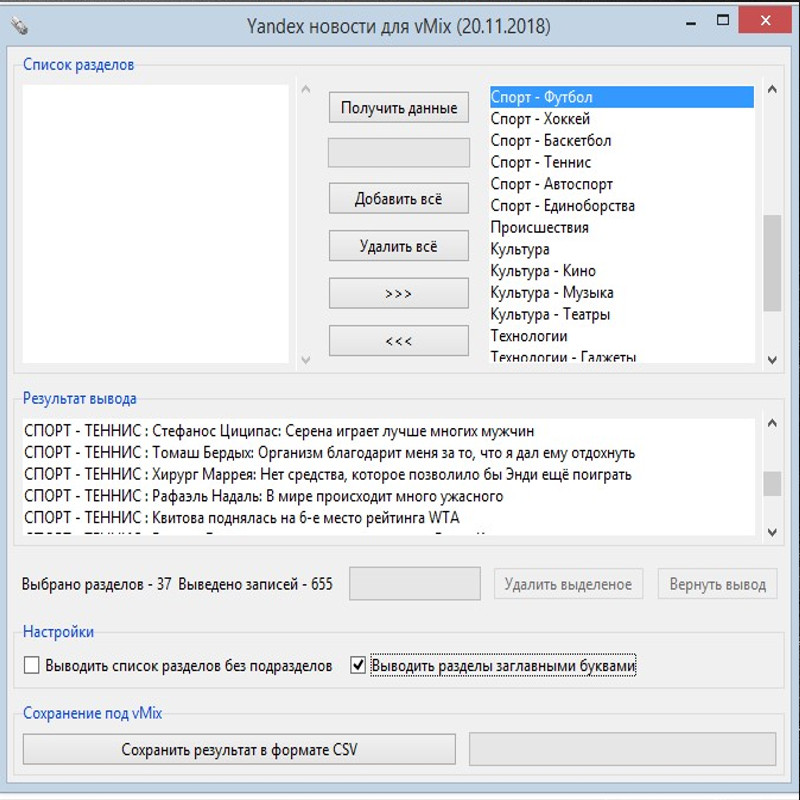 Yandex новости для vMix (20.11.2018)
Список разделов
Получить данные
Добавить всё
Удалить всё
>>>
<<<
Спорт - Футбол
Спорт - Хоккей
Спорт - Баскетбол
Спорт - Теннис
Спорт - Автоспорт
Спорт - Единоборства
Происшествия
Культура
Культура - Кино
Культура - Музыка
Культура - Театры
Технологии
Технологии - Гаджеты
Результат вывода
СПОРТ - ТЕННИС : Стефанос Циципас: Серена играет лучше многих мужчин
СПОРТ - ТЕННИС : Томаш Бердых: Организм благодарит меня за то, что я дал ему отдохнуть
СПОРТ - ТЕННИС : Хирург Маррея: Нет средства, которое позволило бы Энди ещё поиграть
СПОРТ - ТЕННИС : Рафаэль Надаль: В мире происходит много ужасного
СПОРТ - ТЕННИС : Квитова поднялась на 6-е место рейтинга WTA
Выбрано разделов - 37 Выведено записей - 655
Удалить выделеное
Вернуть вывод
Настройки
Выводить список разделов без подразделов
Выводить разделы заглавными буквами
Сохранение под vMix
Сохранить результат в формате CSV